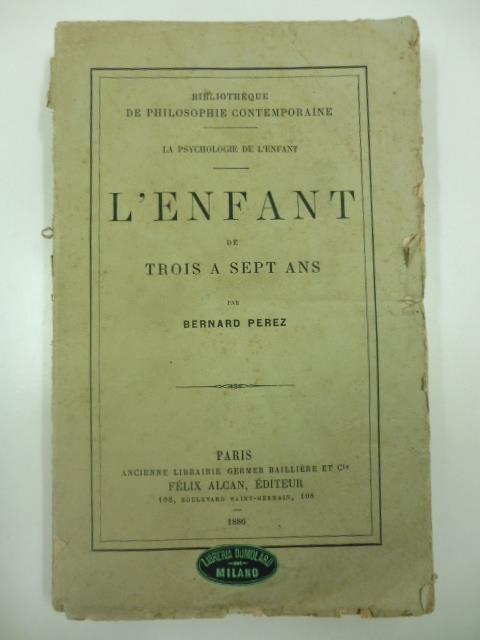 BIBLIOTHÈQUE
DE PHILOSOPHIE CONTEMPORAINE
LA PSYCHOLOGIE DE L'ENFANT
L'ENFANT
DE
TROIS A SEPT ANS
PAR
BERNARD PEREZ
PARIS
ANCIENNE LIBRAIRIE GERMER BAILLIÈRE ET Cie
FÉLIX ALCAN, ÉDITEUR
108, BOULEVARD SAINT-GERMAIN, 108
1886
LIBRERIA DUMOLARD
MILANO